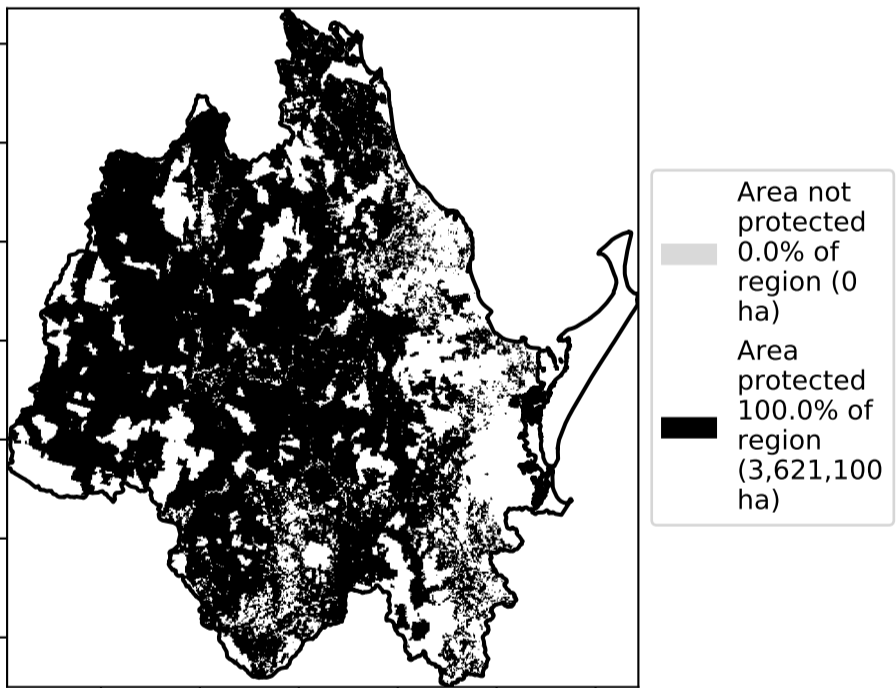 Area not
protected
0.0% of
region (0
ha)
Area
protected
100.0% of
region
(3,621,100
ha)